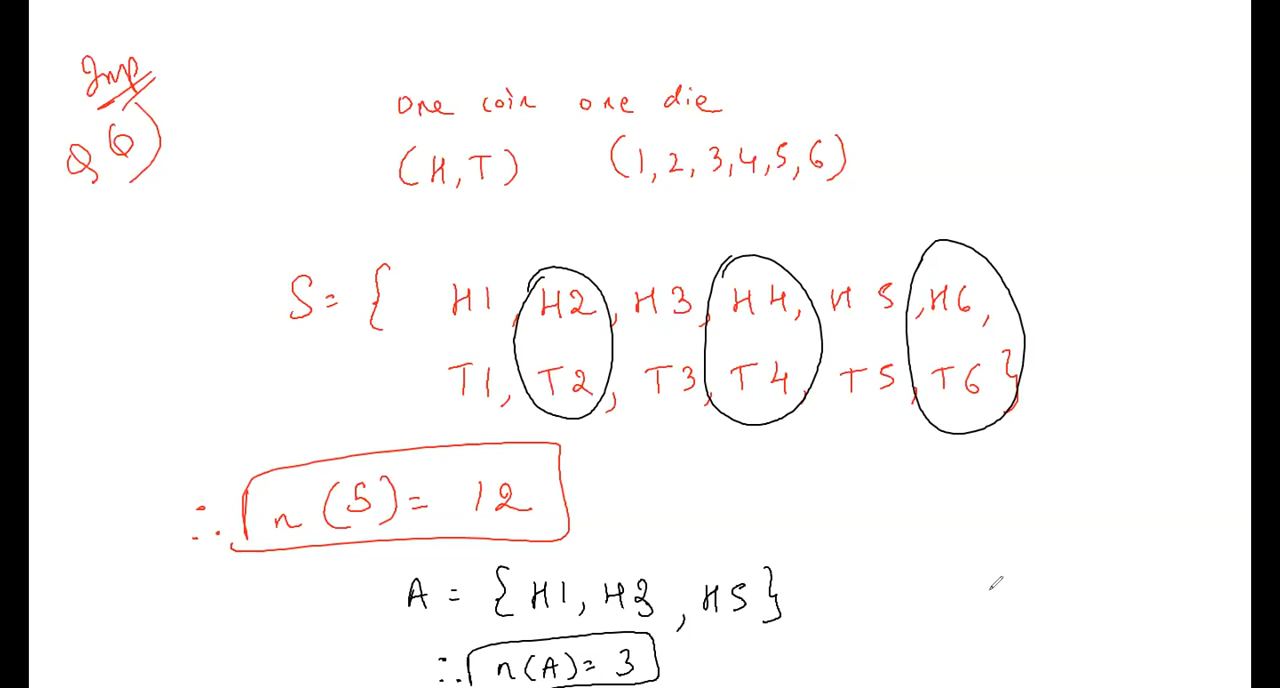 Imp
Q 6)
one coin one die
(H,T) (1,2,3,4,5,6)
S= { H1, H2, H3, H4, H5, H6,
T1, T2, T3, T4, T5, T6 }
∴ n(S)= 12
A = {H1, H3, H5}
∴ n(A)= 3